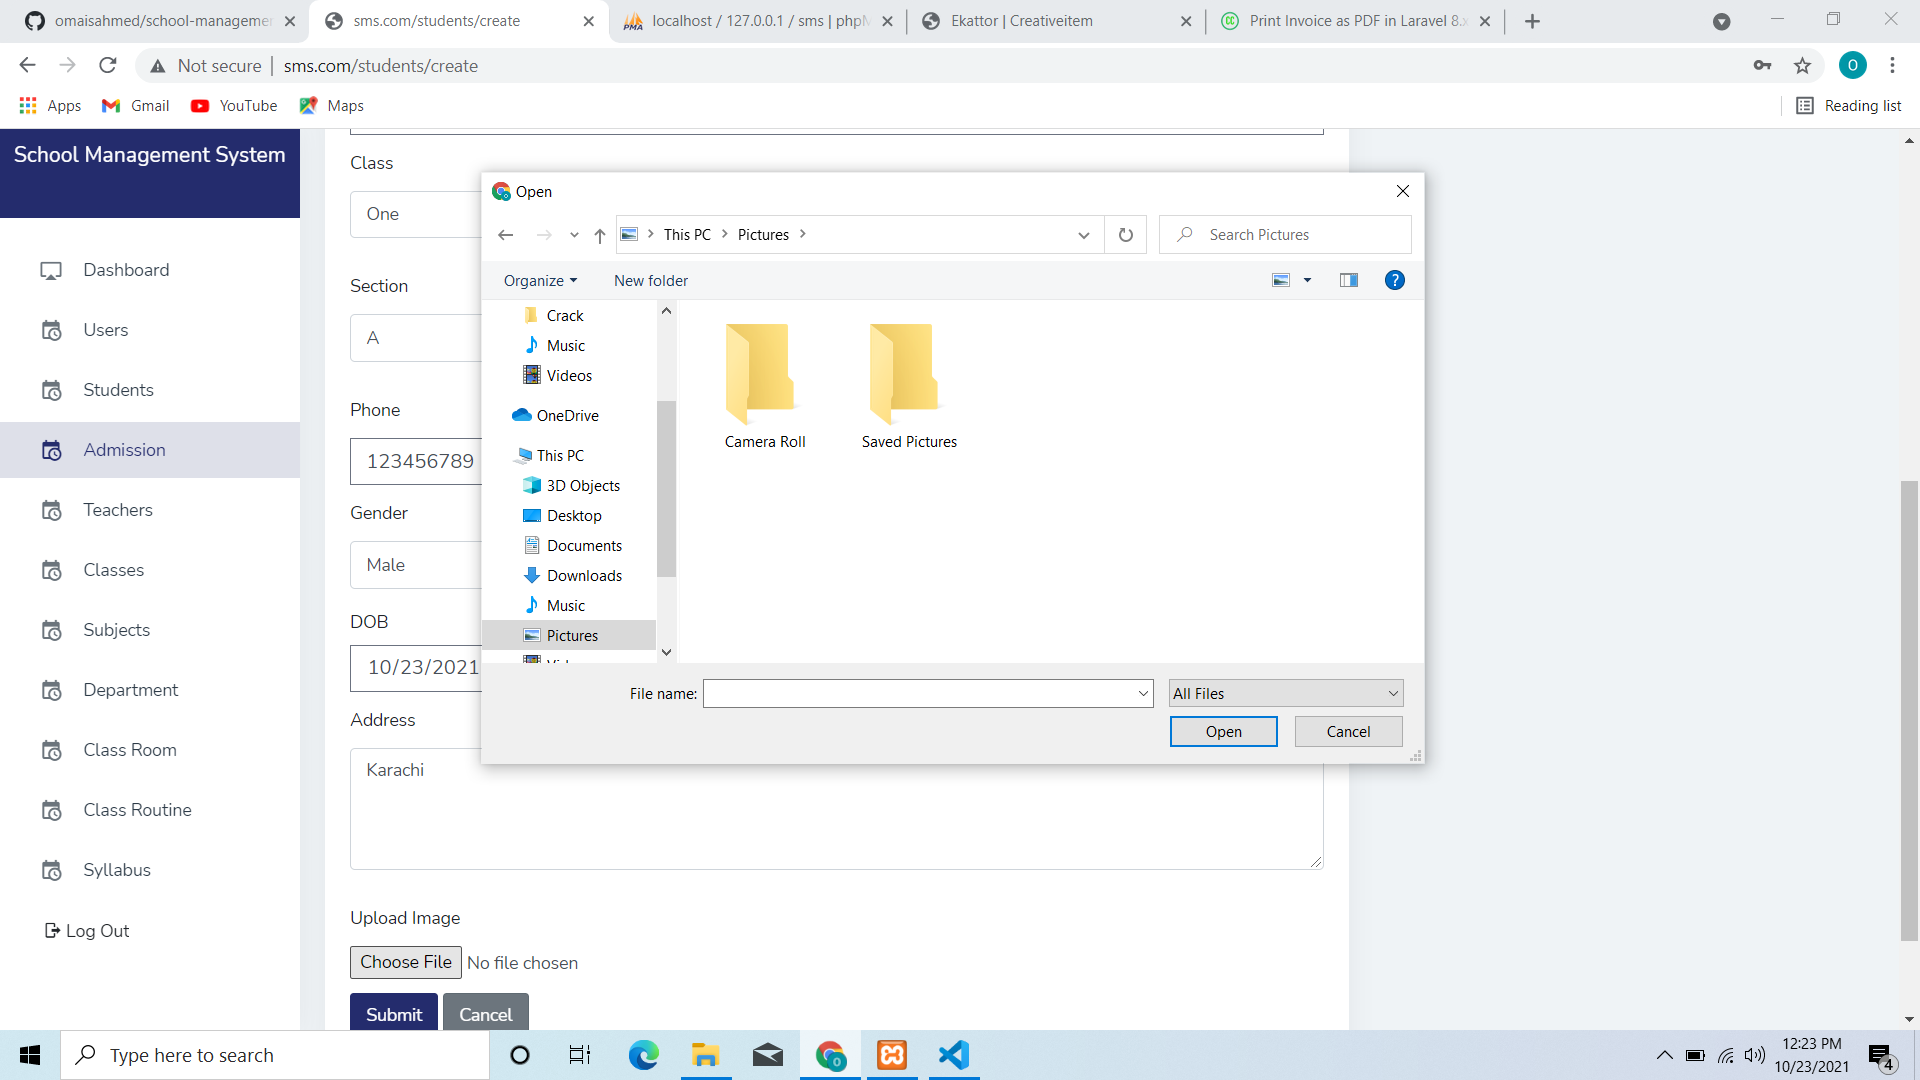 omaisahmed/school-managemen
sms.com/students/create
localhost / 127.0.0.1 / sms | phpM
Ekattor | Creativeitem
Print Invoice as PDF in Laravel 8.x
Not secure | sms.com/students/create
O
Apps
Gmail
YouTube
Maps
Reading list
School Management System
Dashboard
Users
Students
Admission
Teachers
Classes
Subjects
Department
Class Room
Class Routine
Syllabus
Log Out
Class
One
Section
A
Phone
123456789
Gender
Male
DOB
10/23/2021
Address
Karachi
Upload Image
Choose File No file chosen
Submit Cancel
Open
This PC > Pictures >
Search Pictures
Organize
New folder
Crack
Music
Videos
OneDrive
This PC
3D Objects
Desktop
Documents
Downloads
Music
Pictures
Camera Roll
Saved Pictures
File name:
All Files
Open
Cancel
Type here to search
12:23 PM
10/23/2021
4